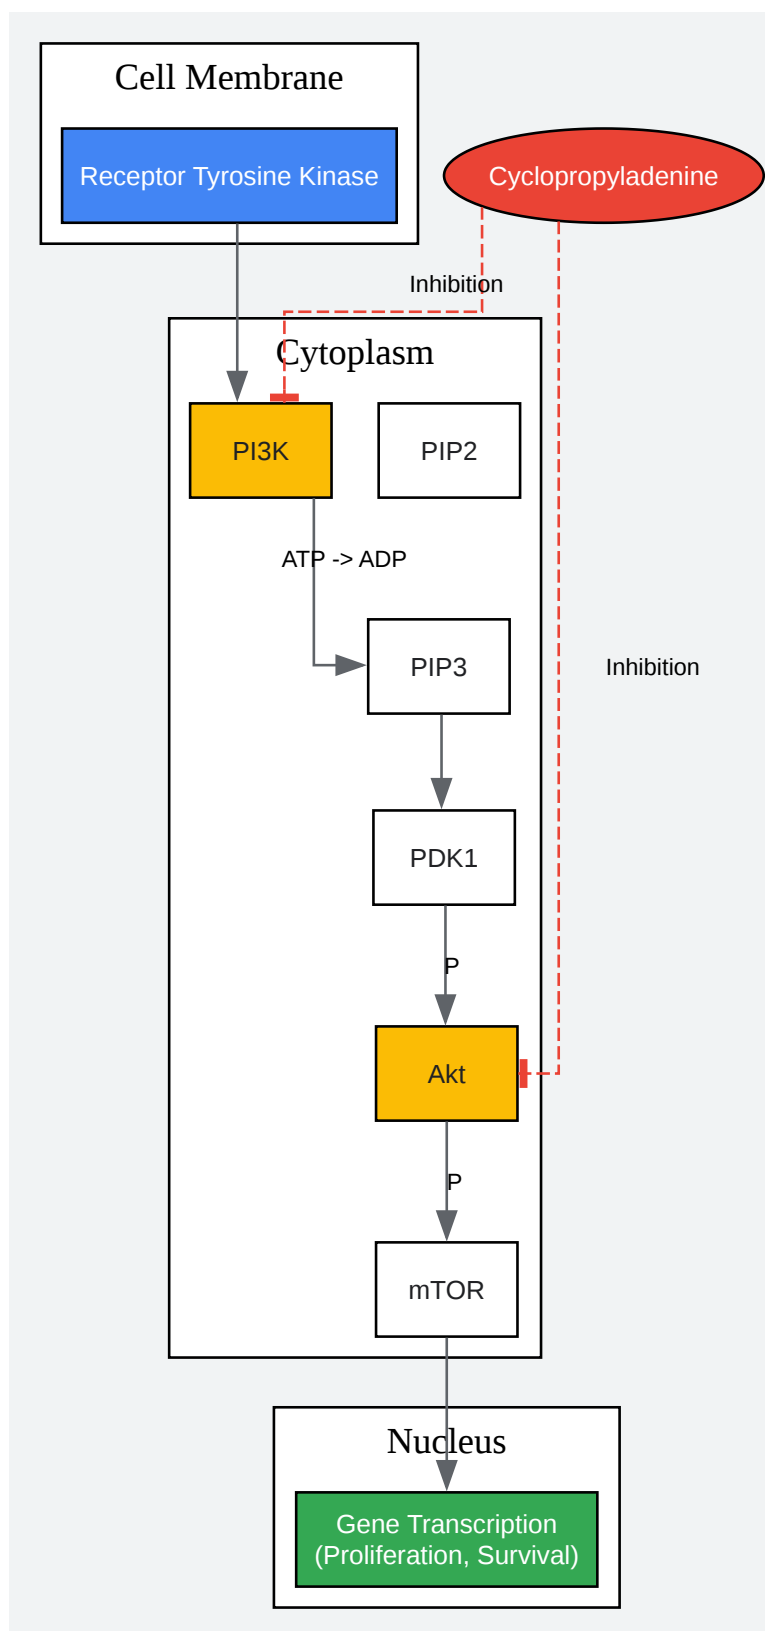 Cell Membrane
Receptor Tyrosine Kinase
Cyclopropyladenine
Inhibition
Cytoplasm
PI3K
PIP2
ATP -> ADP
PIP3
Inhibition
PDK1
P
Akt
P
mTOR
Nucleus
Gene Transcription
(Proliferation, Survival)